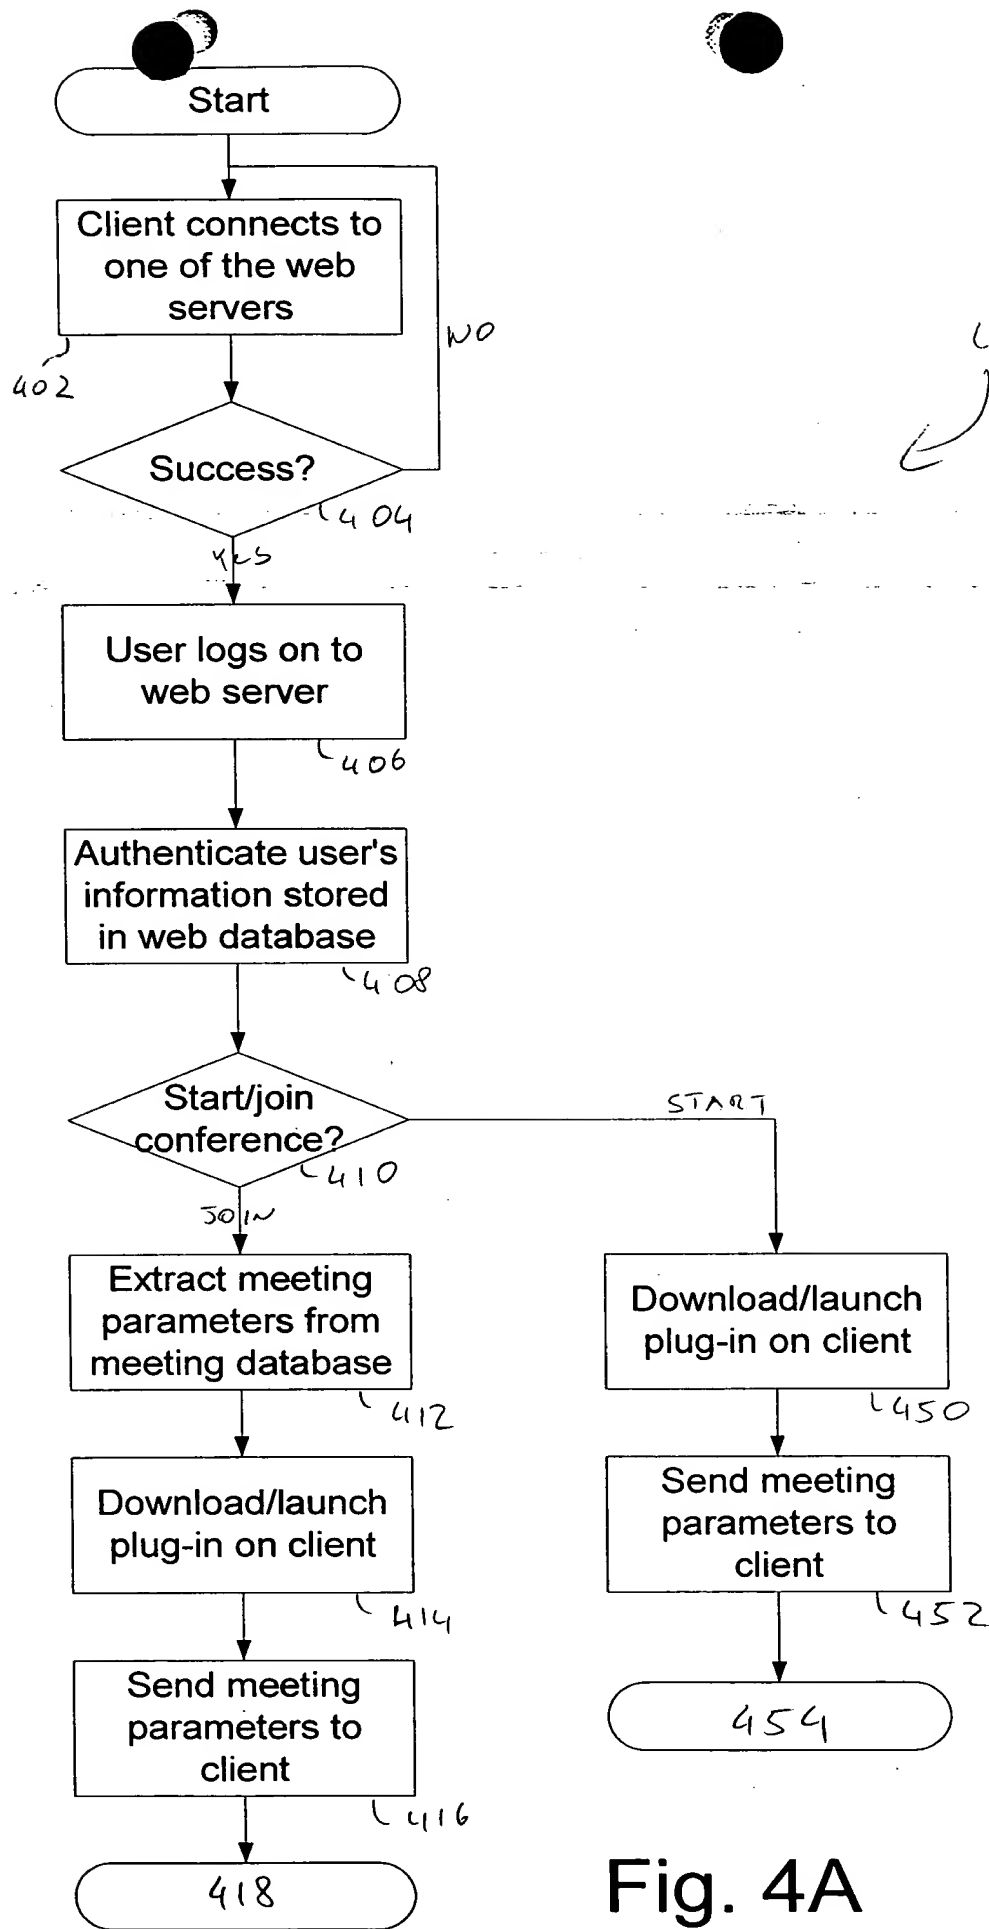 Start
Client connects to
one of the web
servers
NO
402
Success?
404
Yes
User logs on to
web server
406
Authenticate user's
information stored
in web database
408
Start/join
conference?
START
410
JOIN
Extract meeting
parameters from
meeting database
412
Download/launch
plug-in on client
450
Download/launch
plug-in on client
414
Send meeting
parameters to
client
452
Send meeting
parameters to
client
416
454
418
Fig. 4A